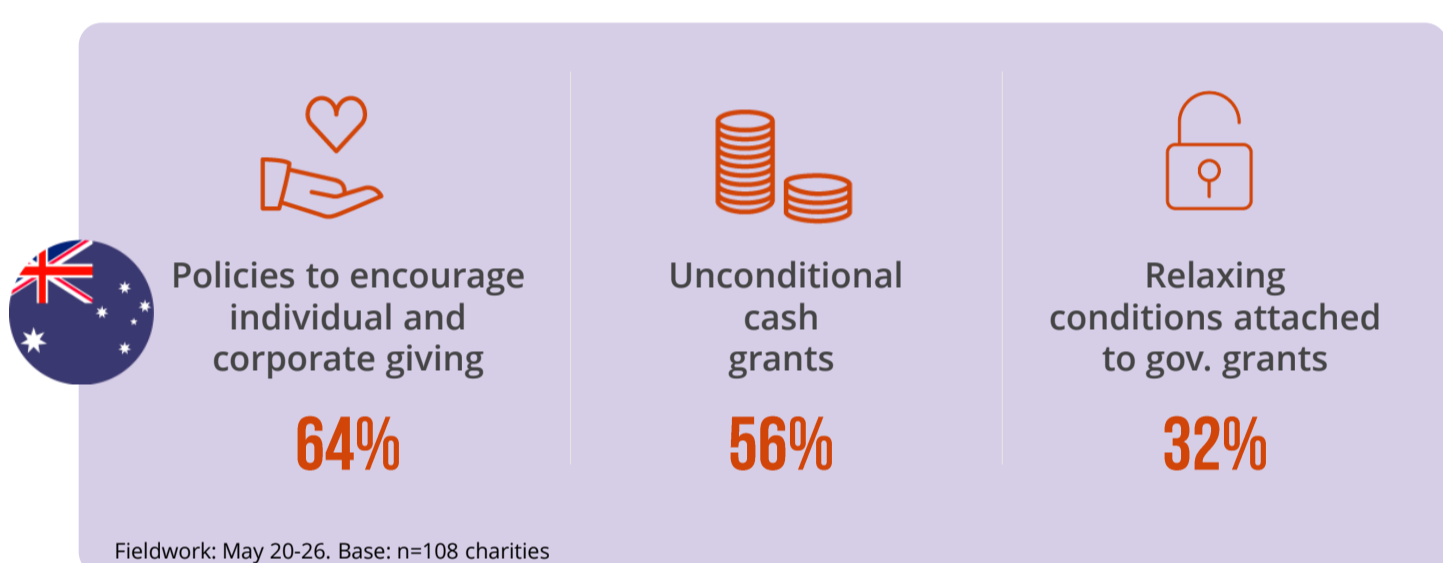 Policies to encourage
individual and
corporate giving
64%
Unconditional
cash
grants
56%
Relaxing
conditions attached
to gov. grants
32%
Fieldwork: May 20-26. Base: n=108 charities